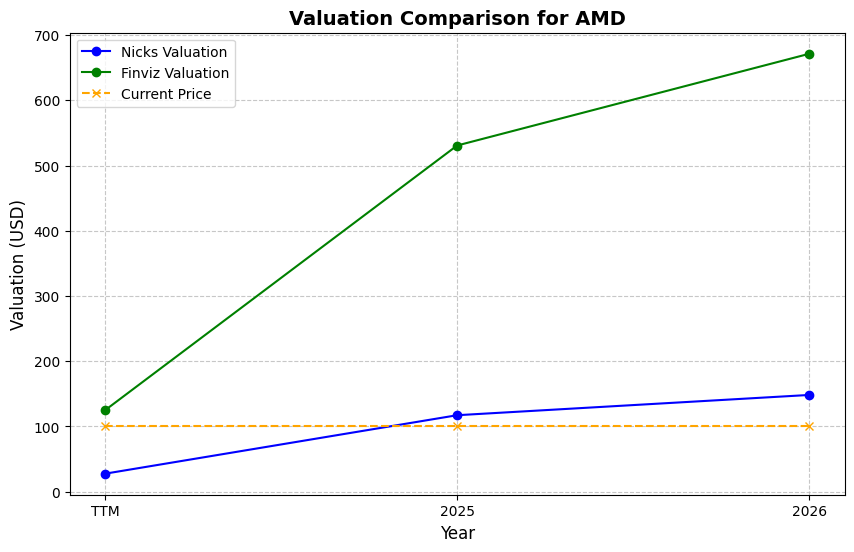 Valuation Comparison for AMD
Nicks Valuation
Finviz Valuation
Current Price
Valuation (USD)
700
600
500
400
300
200
100
0
TTM 2025 2026
Year